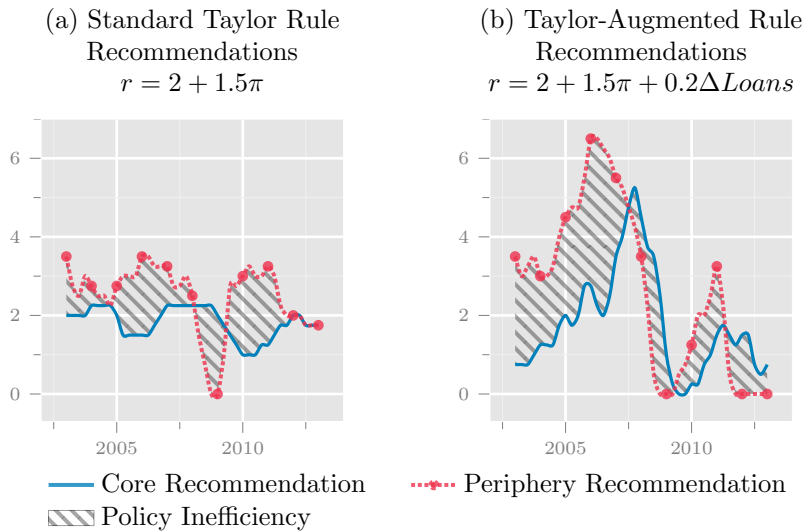 (a) Standard Taylor Rule
Recommendations
r = 2 + 1.5π
(b) Taylor-Augmented Rule
Recommendations
r = 2 + 1.5π + 0.2ΔLoans
6
4
2
0
2005
2010
6
4
2
0
2005
2010
Core Recommendation
Periphery Recommendation
Policy Inefficiency